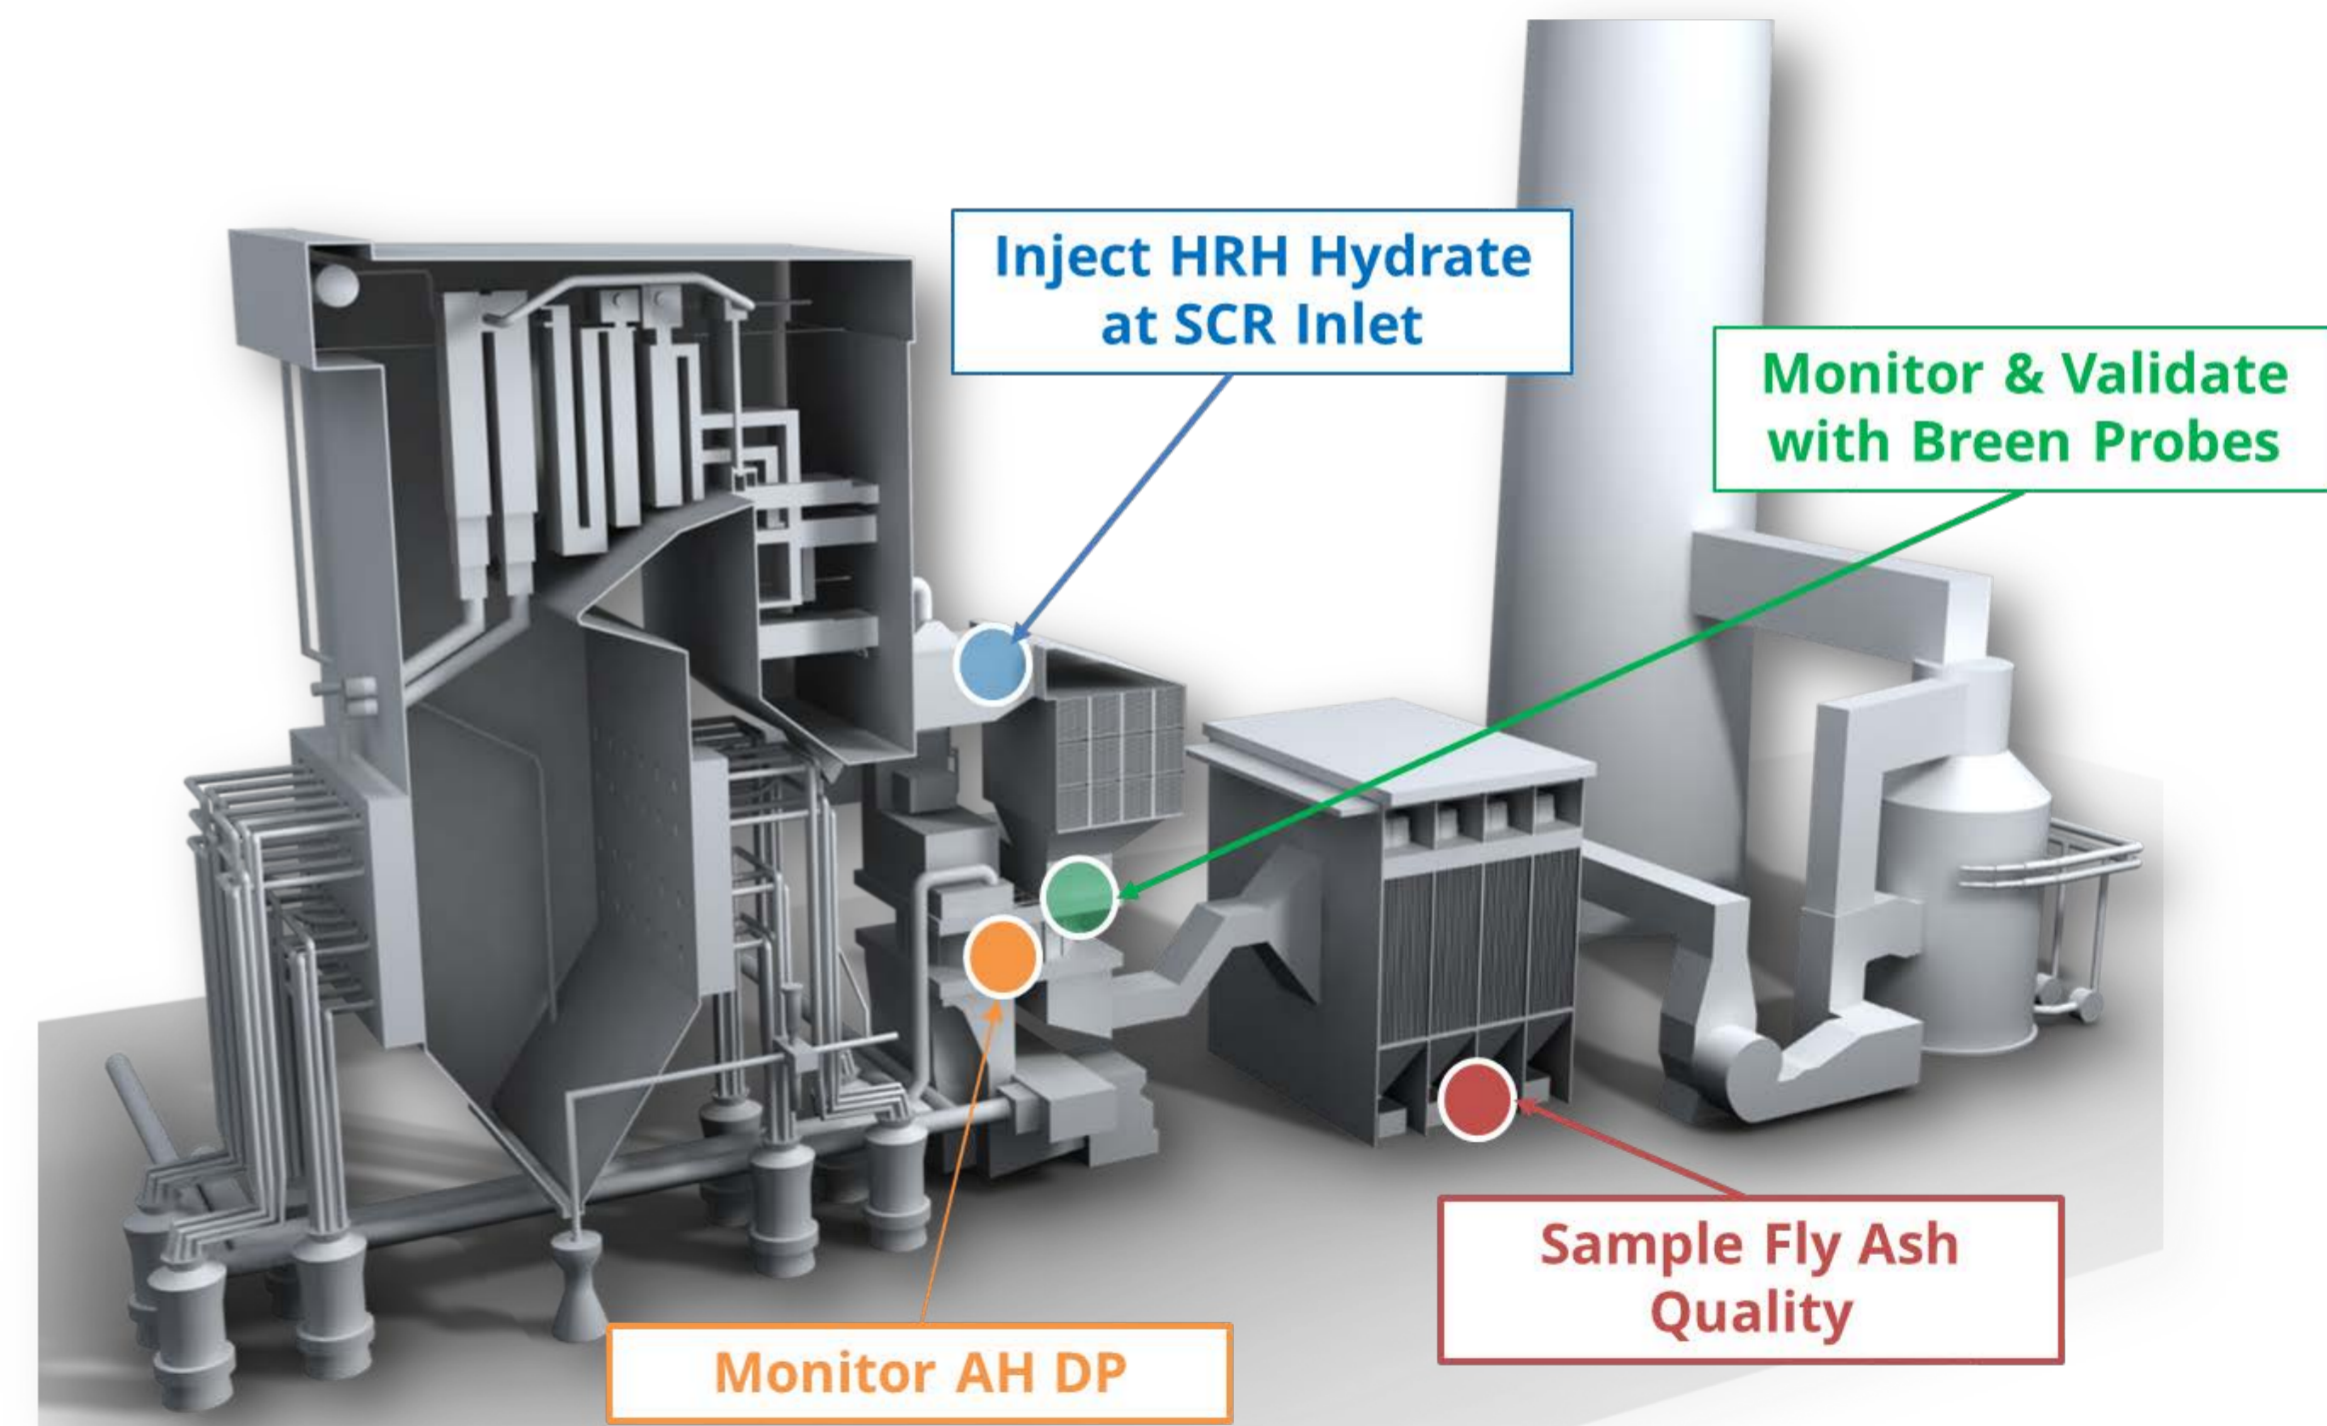 Inject HRH Hydrate
at SCR Inlet
Monitor & Validate
with Breen Probes
Sample Fly Ash
Quality
Monitor AH DP